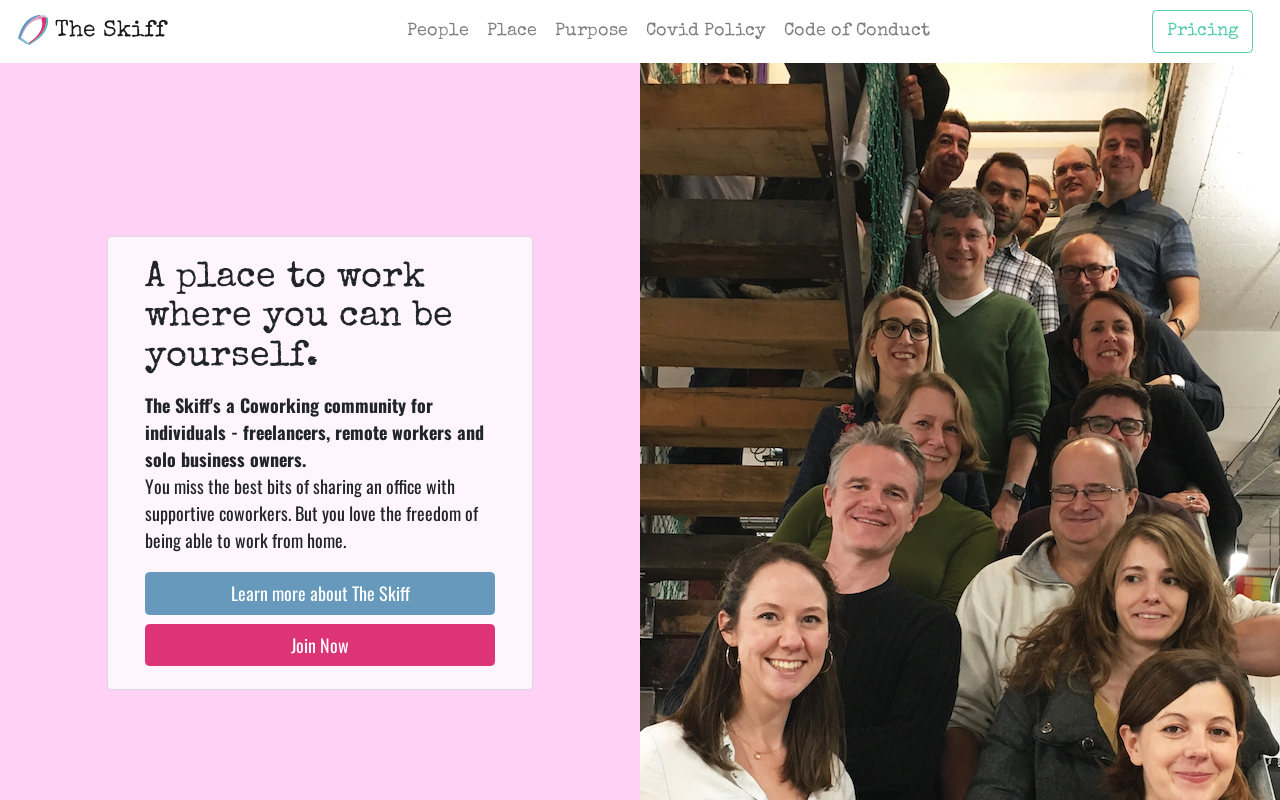 The Skiff
People Place Purpose Covid Policy Code of Conduct
Pricing
A place to work
where you can be
yourself.
The Skiff's a Coworking community for
individuals - freelancers, remote workers and
solo business owners.
You miss the best bits of sharing an office with
supportive coworkers. But you love the freedom of
being able to work from home.
Learn more about The Skiff
Join Now